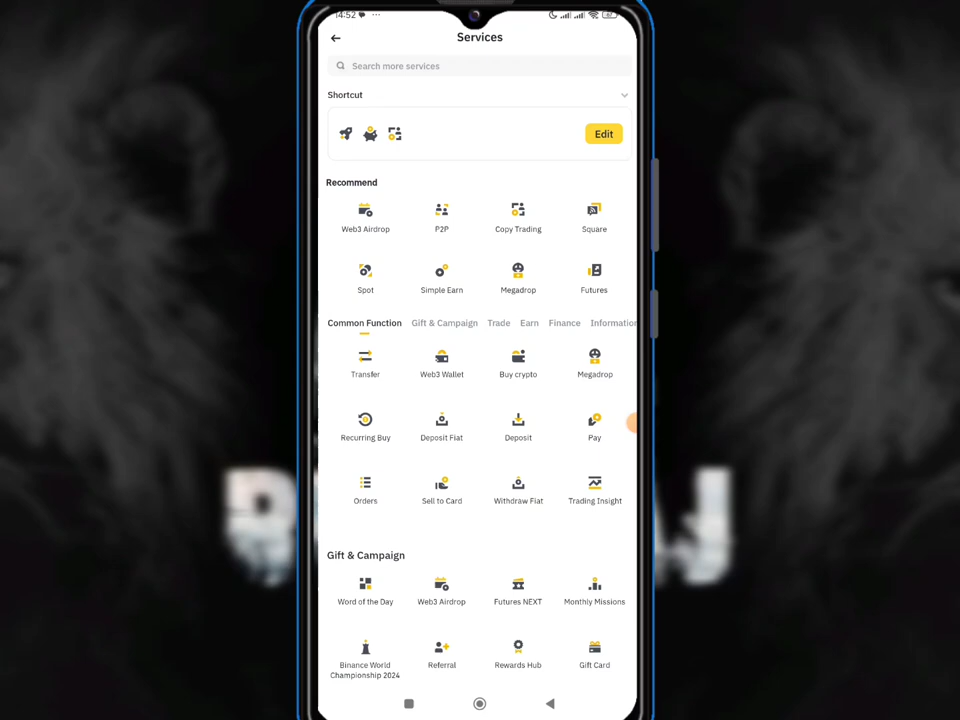 14:52
Services
Search more services
Shortcut
Edit
Recommend
Web3 Airdrop P2P Copy Trading Square
Spot Simple Earn Megadrop Futures
Common Function Gift & Campaign Trade Earn Finance Information
Transfer Web3 Wallet Buy crypto Megadrop
Recurring Buy Deposit Fiat Deposit Pay
Orders Sell to Card Withdraw Fiat Trading Insight
Gift & Campaign
Word of the Day Web3 Airdrop Futures NEXT Monthly Missions
Binance World Championship 2024 Referral Rewards Hub Gift Card